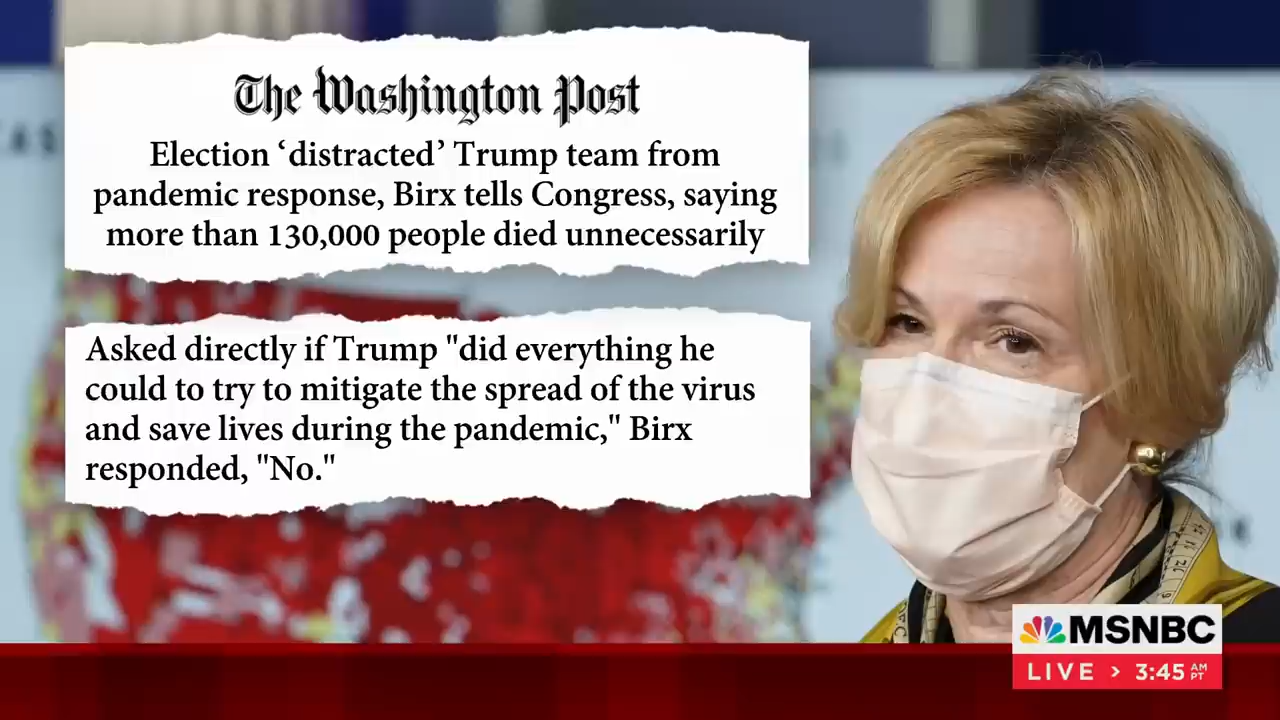 The Washington Post
Election ‘distracted’ Trump team from
pandemic response, Birx tells Congress, saying
more than 130,000 people died unnecessarily
Asked directly if Trump "did everything he
could to try to mitigate the spread of the virus
and save lives during the pandemic," Birx
responded, "No."
MSNBC
LIVE > 3:45 AM PT